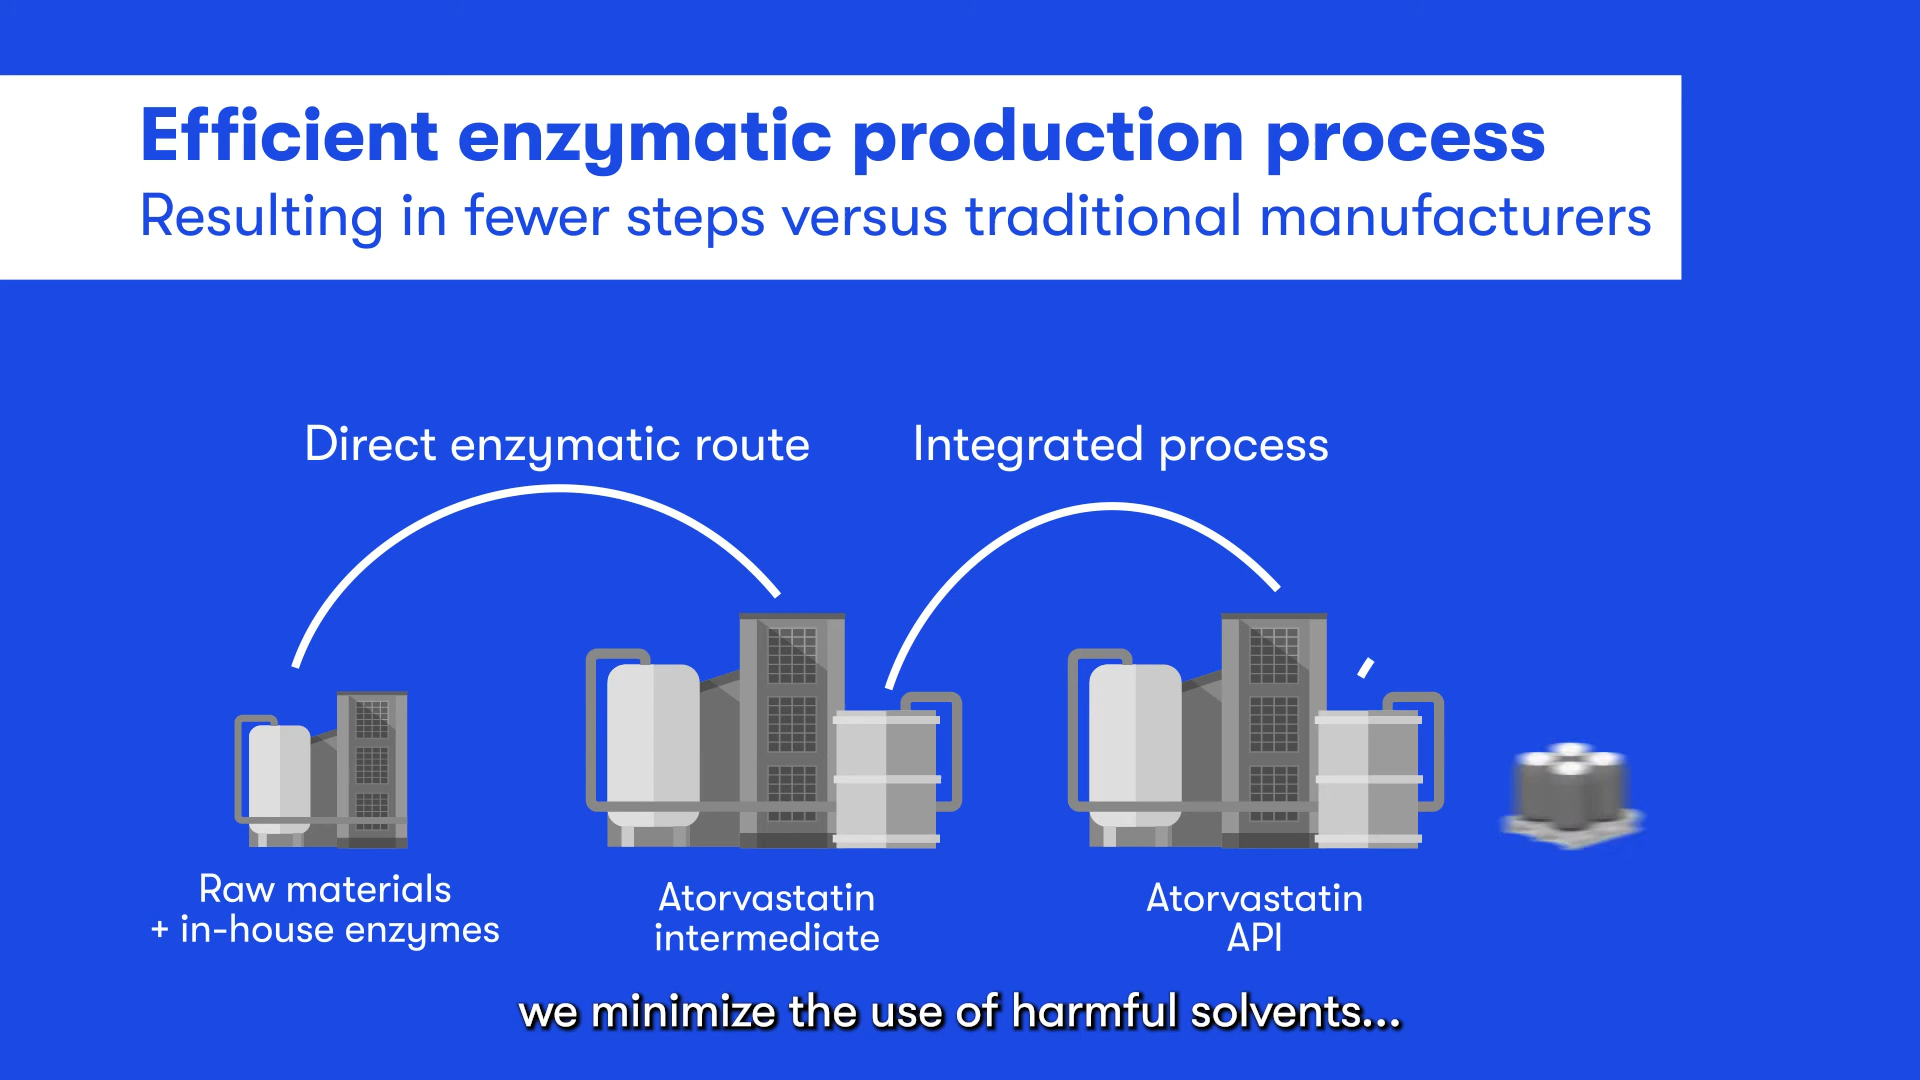 Efficient enzymatic production process
Resulting in fewer steps versus traditional manufacturers
Direct enzymatic route
Integrated process
Raw materials
+ in-house enzymes
Atorvastatin
intermediate
Atorvastatin
API
we minimize the use of harmful solvents...